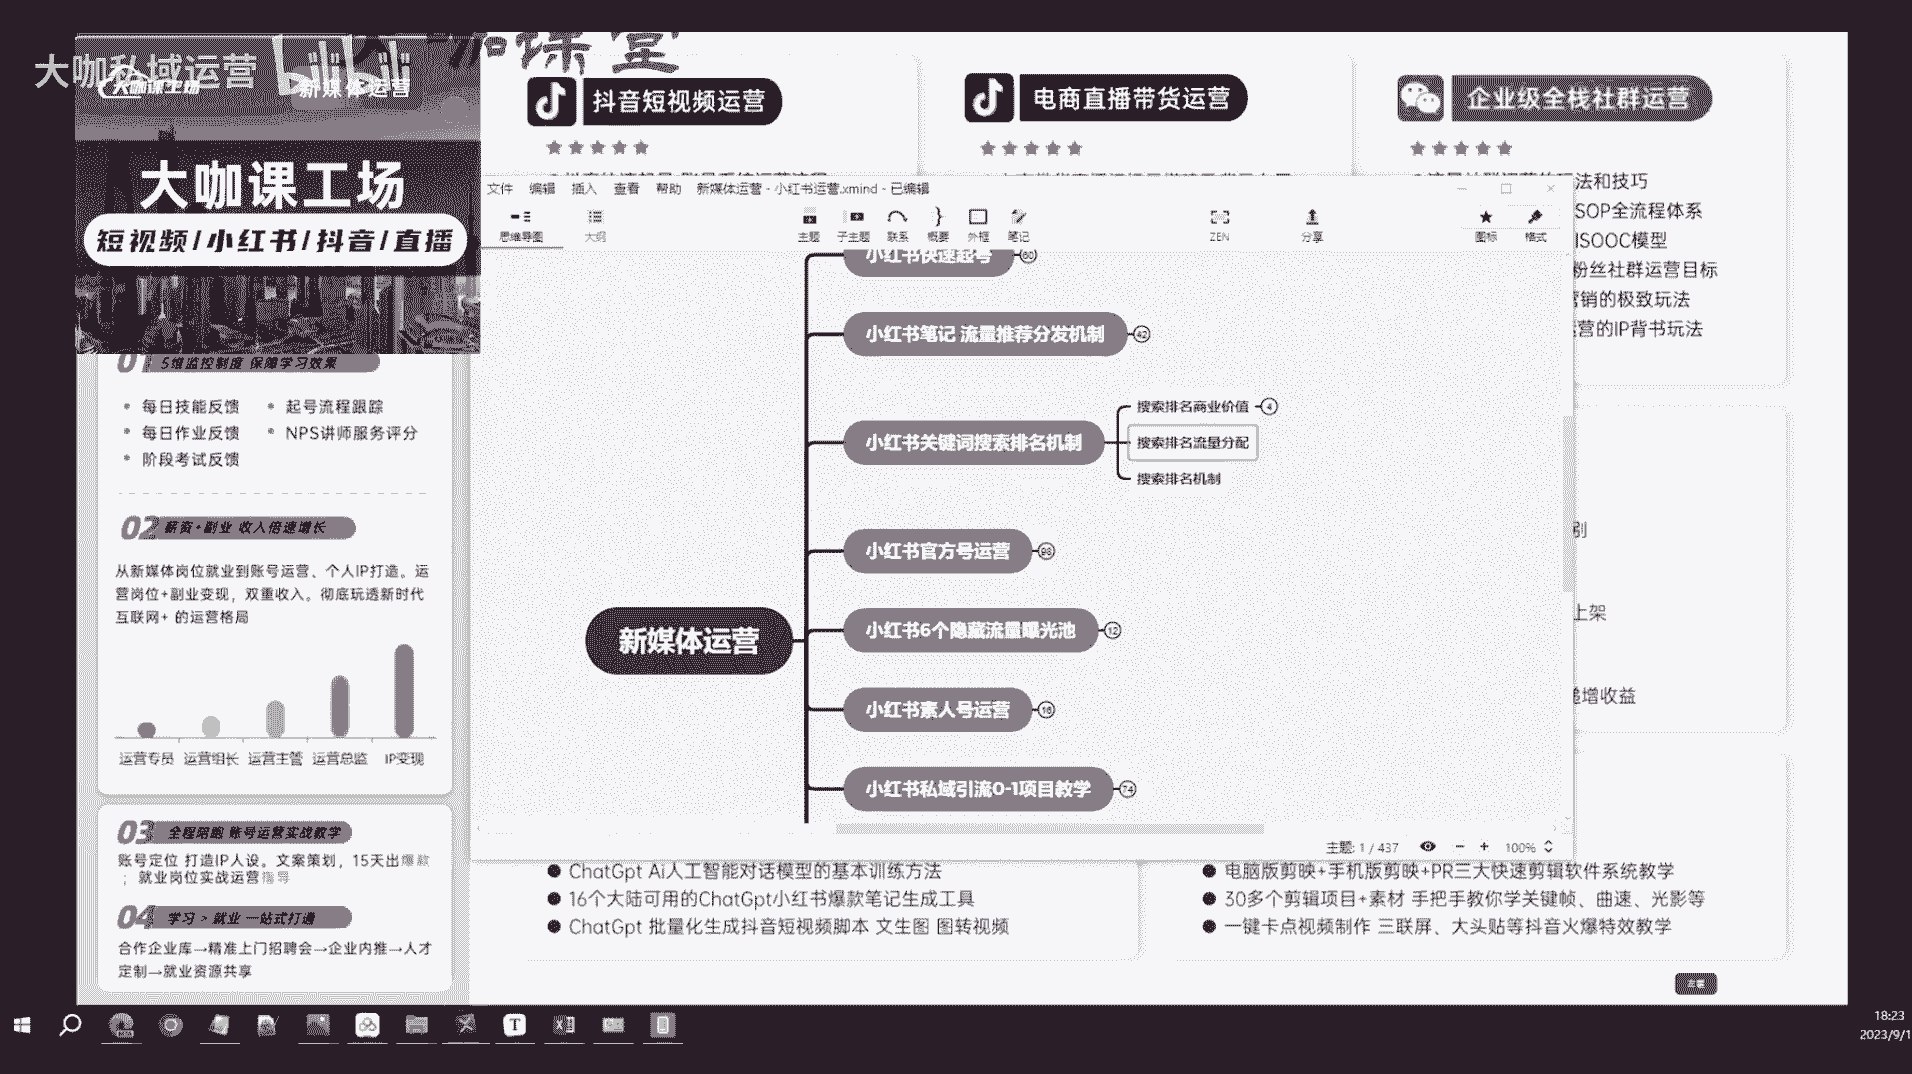 大咖私域运营
大咖课工场
新媒体运营
咖课堂
大咖课工场
短视频/小红书/抖音/直播
抖音短视频运营
电商直播带货运营
企业级全栈社群运营
法和技巧
SOP全流程体系
ISOOC模型
粉丝社群运营目标
营销的极致玩法
运营的IP背书玩法
别
上架
递增收益
文件 编辑 插入 查看 帮助 新媒体运营 - 小红书运营.xmind - 已编辑
思维导图 大纲 主题 子主题 联系 概要 外框 笔记 ZEN 分享 图标 格式
小红书快速起号 60
小红书笔记 流量推荐分发机制 42
小红书关键词搜索排名机制
搜索排名商业价值 4
搜索排名流量分配
搜索排名机制
小红书官方号运营 98
小红书6个隐藏流量曝光池 12
新媒体运营
小红书素人号运营 16
小红书私域引流0-1项目教学 74
主题: 1 / 437 100%
01 5维监控制度 保障学习效果
每日技能反馈 起号流程跟踪
每日作业反馈 NPS讲师服务评分
阶段考试反馈
02 薪资+副业 收入倍速增长
从新媒体岗位就业到账号运营、个人IP打造。运
营岗位+副业变现，双重收入。彻底玩透新时代
互联网+ 的运营格局
运营专员 运营组长 运营主管 运营总监 IP变现
03 全程陪跑 账号运营实战教学
账号定位 打造IP人设。文案策划，15天出爆款
；就业岗位实战运营指导
04 学习 > 就业 一站式打通
合作企业库→精准上门招聘会→企业内推→人才
定制→就业资源共享
ChatGpt Ai人工智能对话模型的基本训练方法
16个大陆可用的ChatGpt小红书爆款笔记生成工具
ChatGpt 批量化生成抖音短视频脚本 文生图 图转视频
电脑版剪映+手机版剪映+PR三大快速剪辑软件系统教学
30多个剪辑项目+素材 手把手教你学关键帧、曲速、光影等
一键卡点视频制作 三联屏、大头贴等抖音火爆特效教学
18:23
2023/9/1